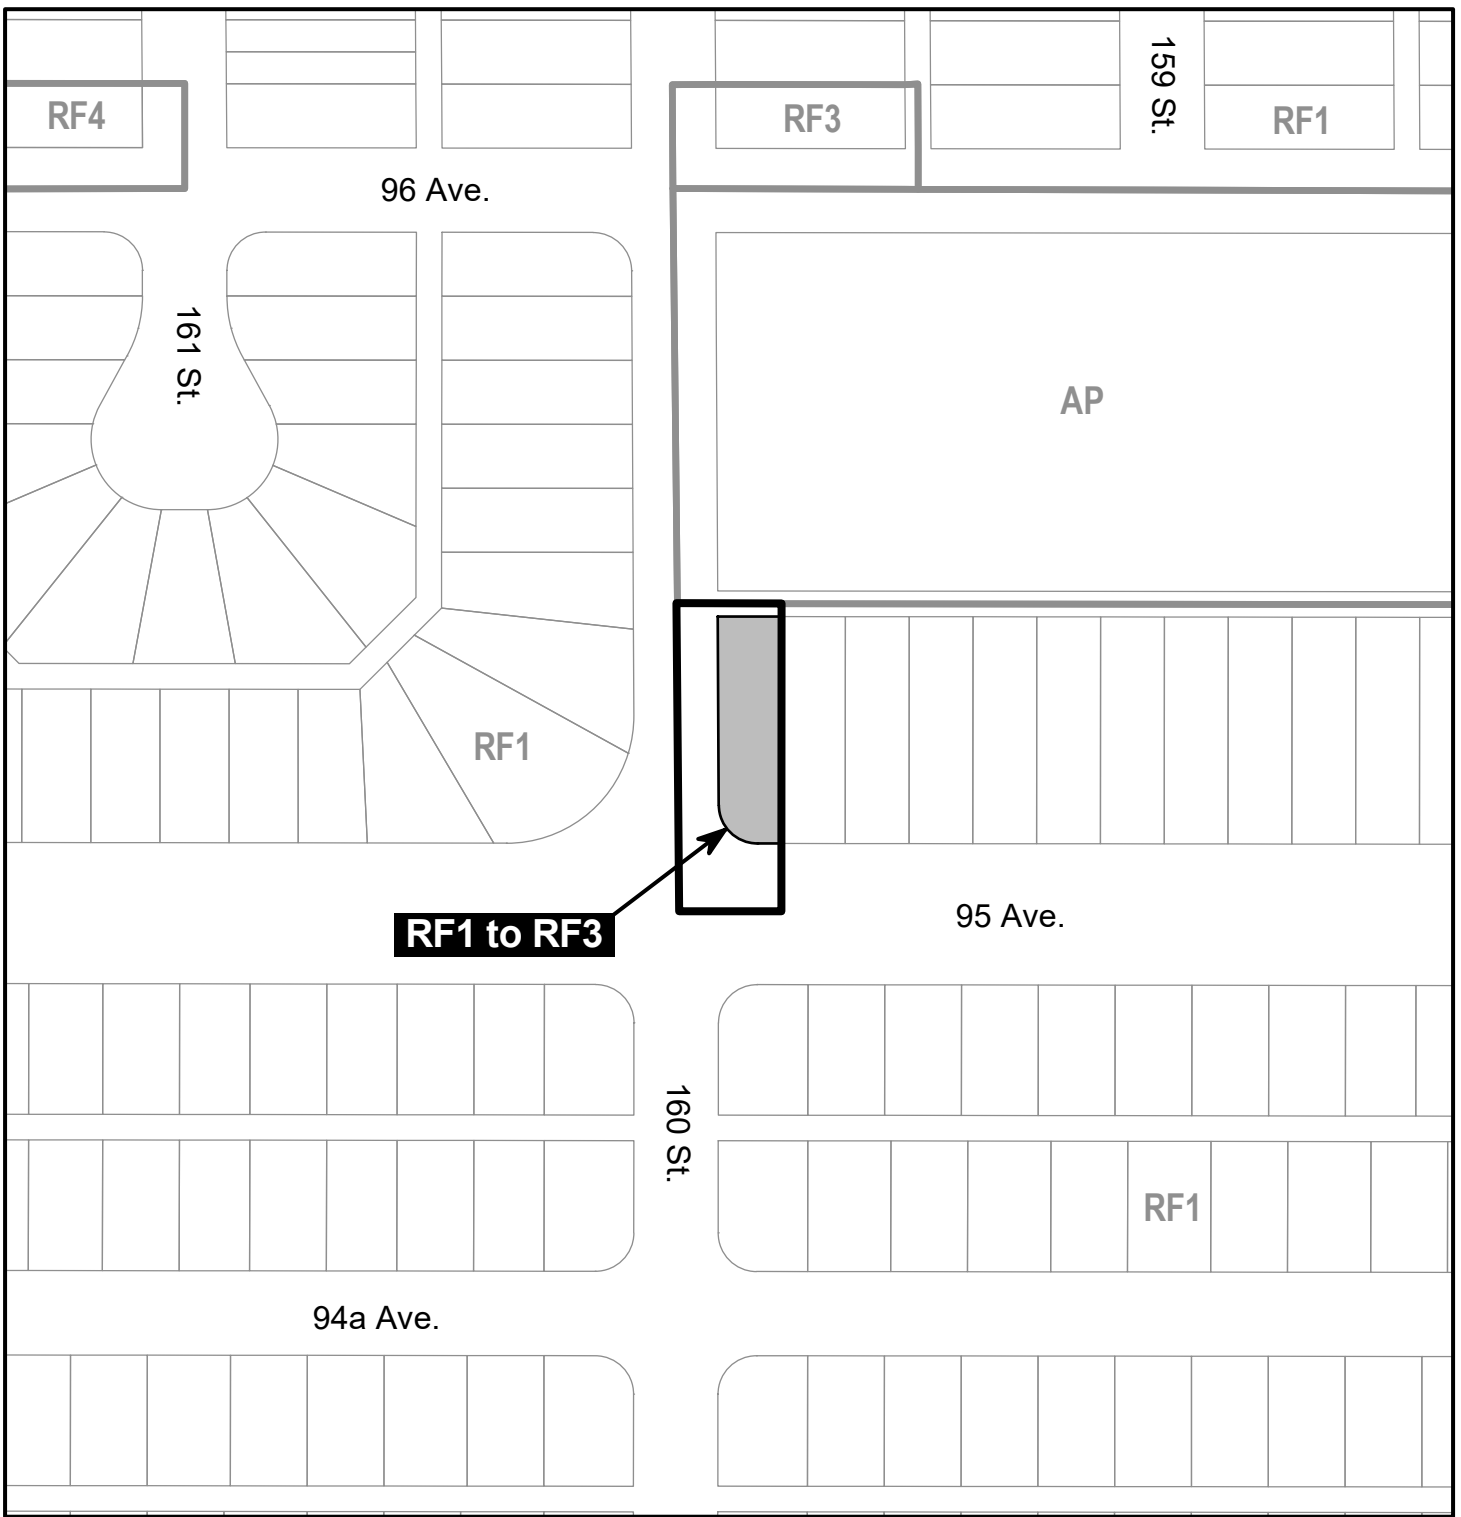 159 St.
RF4
RF3
RF1
96 Ave.
161 St.
AP
RF1
RF1 to RF3
95 Ave.
160 St.
RF1
94a Ave.